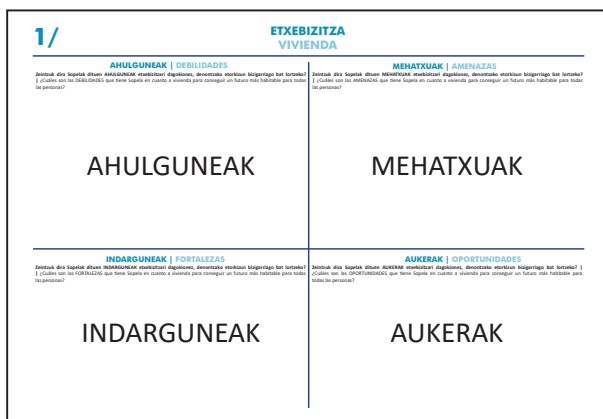 1/
ETXEBIZITZA
VIVIENDA
AHULGUNEAK | DEBILIDADES
Zeintzuk dira Sopelak dituen AHULGUNEAK etxebizitzari dagokionez, denontzako etorkizun bizigarriago bat lortzeko?
| ¿Cuáles son las DEBILIDADES que tiene Sopela en cuanto a vivienda para conseguir un futuro más habitable para todas
las personas?
AHULGUNEAK
MEHATXUAK | AMENAZAS
Zeintzuk dira Sopelak dituen MEHATXUAK etxebizitzari dagokionez, denontzako etorkizun bizigarriago bat lortzeko?
| ¿Cuáles son las AMENAZAS que tiene Sopela en cuanto a vivienda para conseguir un futuro más habitable para todas
las personas?
MEHATXUAK
INDARGUNEAK | FORTALEZAS
Zeintzuk dira Sopelak dituen INDARGUNEAK etxebizitzari dagokionez, denontzako etorkizun bizigarriago bat lortzeko?
| ¿Cuáles son las FORTALEZAS que tiene Sopela en cuanto a vivienda para conseguir un futuro más habitable para todas
las personas?
INDARGUNEAK
AUKERAK | OPORTUNIDADES
Zeintzuk dira Sopelak dituen AUKERAK etxebizitzari dagokionez, denontzako etorkizun bizigarriago bat lortzeko? |
¿Cuáles son las OPORTUNIDADES que tiene Sopela en cuanto a vivienda para conseguir un futuro más habitable para
todas las personas?
AUKERAK